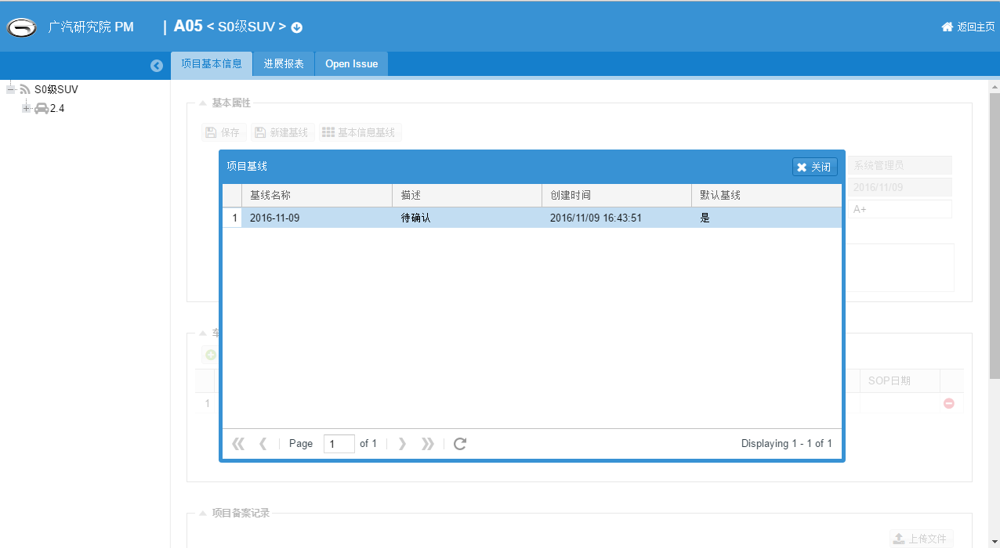 广汽研究院 PM | A05 < S0级SUV > 返回主页
项目基本信息 进展报表 Open Issue
S0级SUV
2.4
基本属性
保存 新建基线 基本信息基线
系统管理员
2016/11/09
A+
项目基线 关闭
基线名称 描述 创建时间 默认基线
1 2016-11-09 待确认 2016/11/09 16:43:51 是
Page 1 of 1 Displaying 1 - 1 of 1
车
SOP日期
1
项目备案记录
上传文件